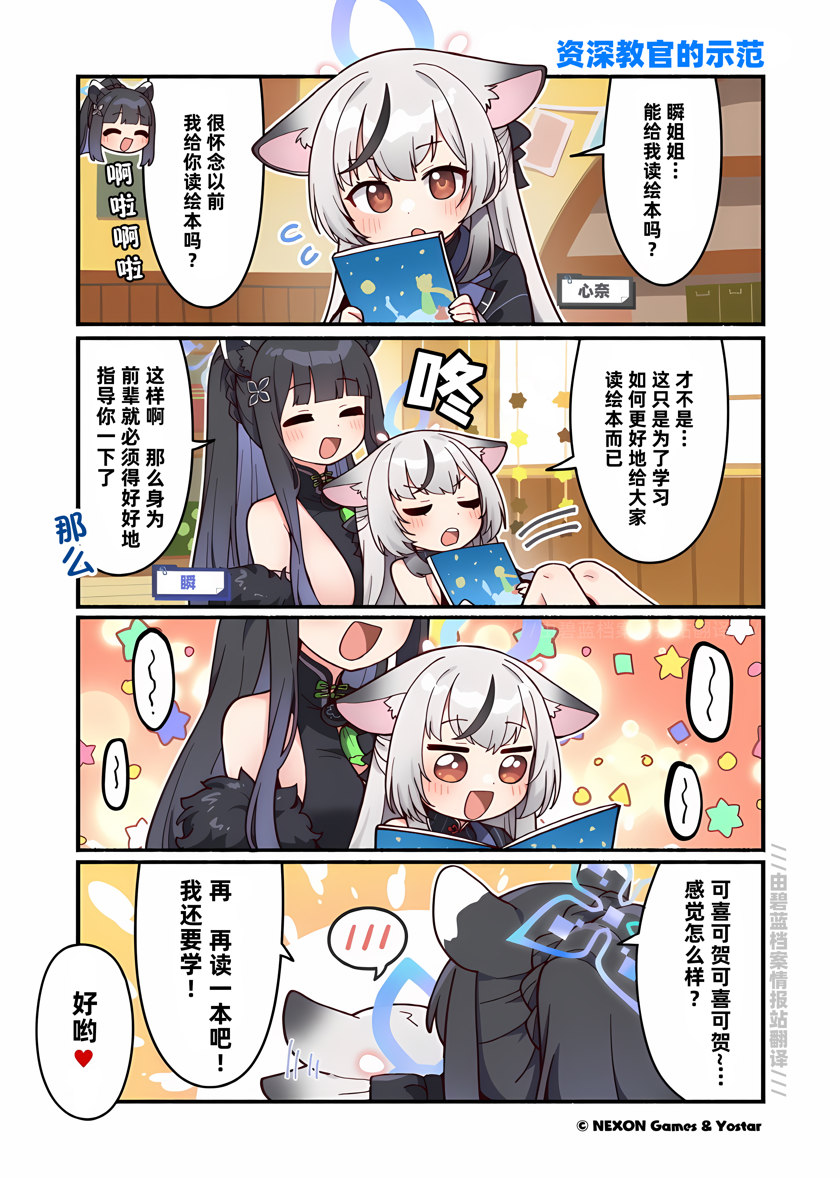 资深教官的示范
瞬姐姐…
能给我读绘本吗？
很怀念以前
我给你读绘本吗？
啊啦啊啦
心奈
才不是…
这只是为了学习
如何更好地给大家
读绘本而已
咚
这样啊 那么身为
前辈就必须得好好地
指导你一下了
那么
瞬
可喜可贺可喜可贺~…
感觉怎么样？
再 再读一本吧！
我还要学！
好哟♥
///由碧蓝档案情报站翻译///
© NEXON Games & Yostar